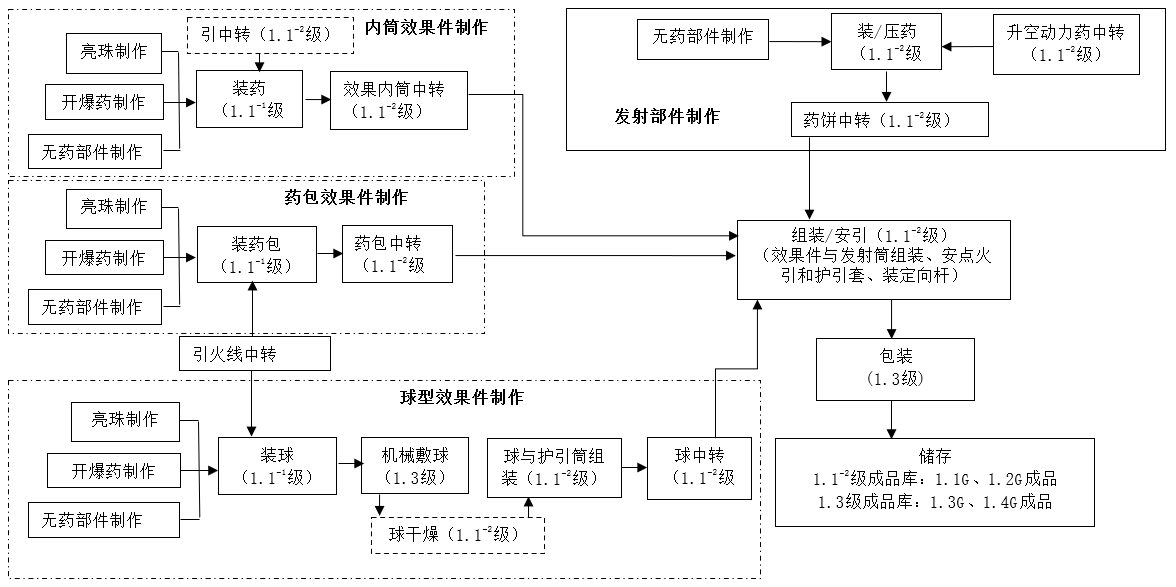 内筒效果件制作
引中转（1.1⁻²级）
亮珠制作
开爆药制作
无药部件制作
装药
（1.1⁻¹级
效果内筒中转
（1.1⁻²级）
发射部件制作
无药部件制作
装/压药
（1.1⁻²级
升空动力药中转
（1.1⁻²级）
药饼中转（1.1⁻²级）
药包效果件制作
亮珠制作
开爆药制作
无药部件制作
装药包
（1.1⁻¹级）
药包中转
（1.1⁻²级
引火线中转
组装/安引（1.1⁻²级）
（效果件与发射筒组装、安点火
引和护引套、装定向杆）
包装
(1.3级)
储存
1.1⁻²级成品库：1.1G、1.2G成品
1.3级成品库：1.3G、1.4G成品
球型效果件制作
亮珠制作
开爆药制作
无药部件制作
装球
（1.1⁻¹级）
机械敷球
（1.3级）
球干燥（1.1⁻²级）
球与护引筒组
装（1.1⁻²级）
球中转
（1.1⁻²级